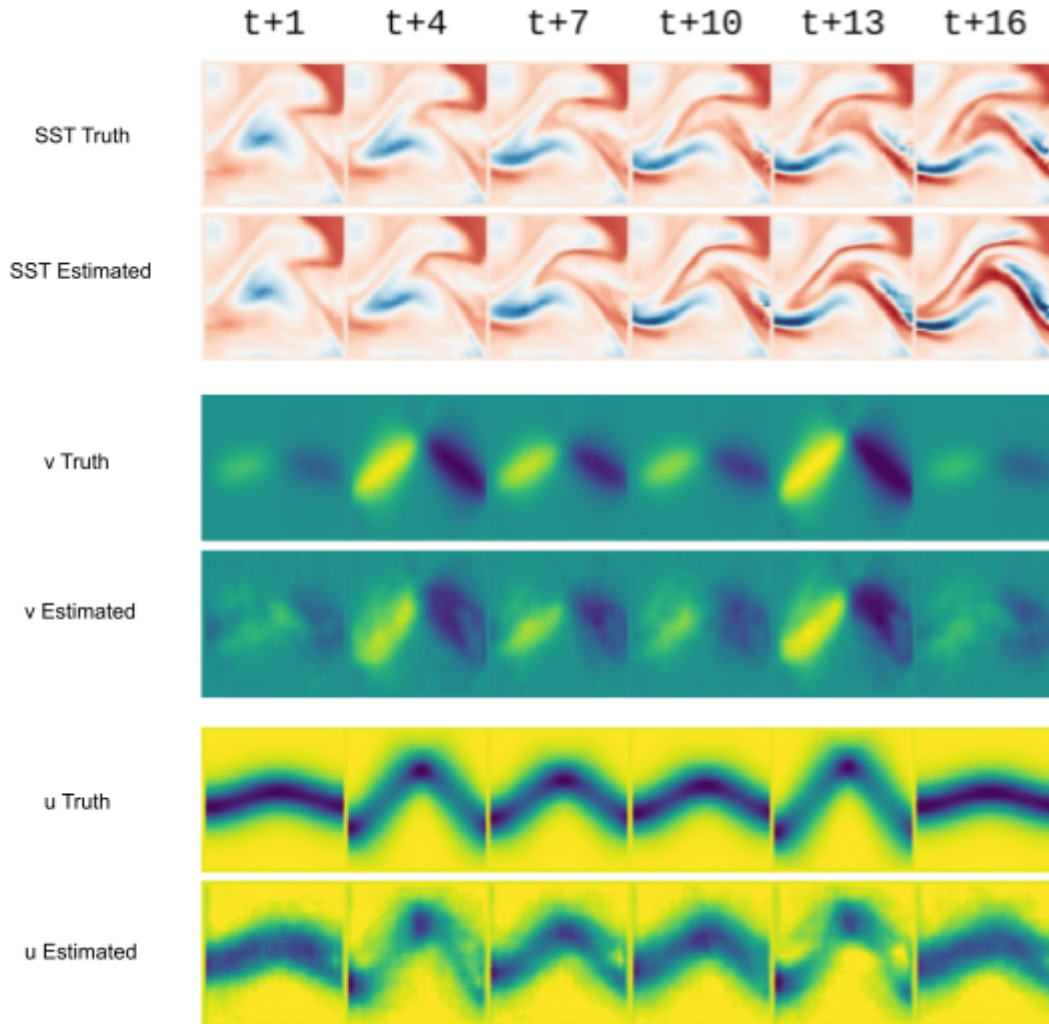 t+1 t+4 t+7 t+10 t+13 t+16
SST Truth
SST Estimated
v Truth
v Estimated
u Truth
u Estimated